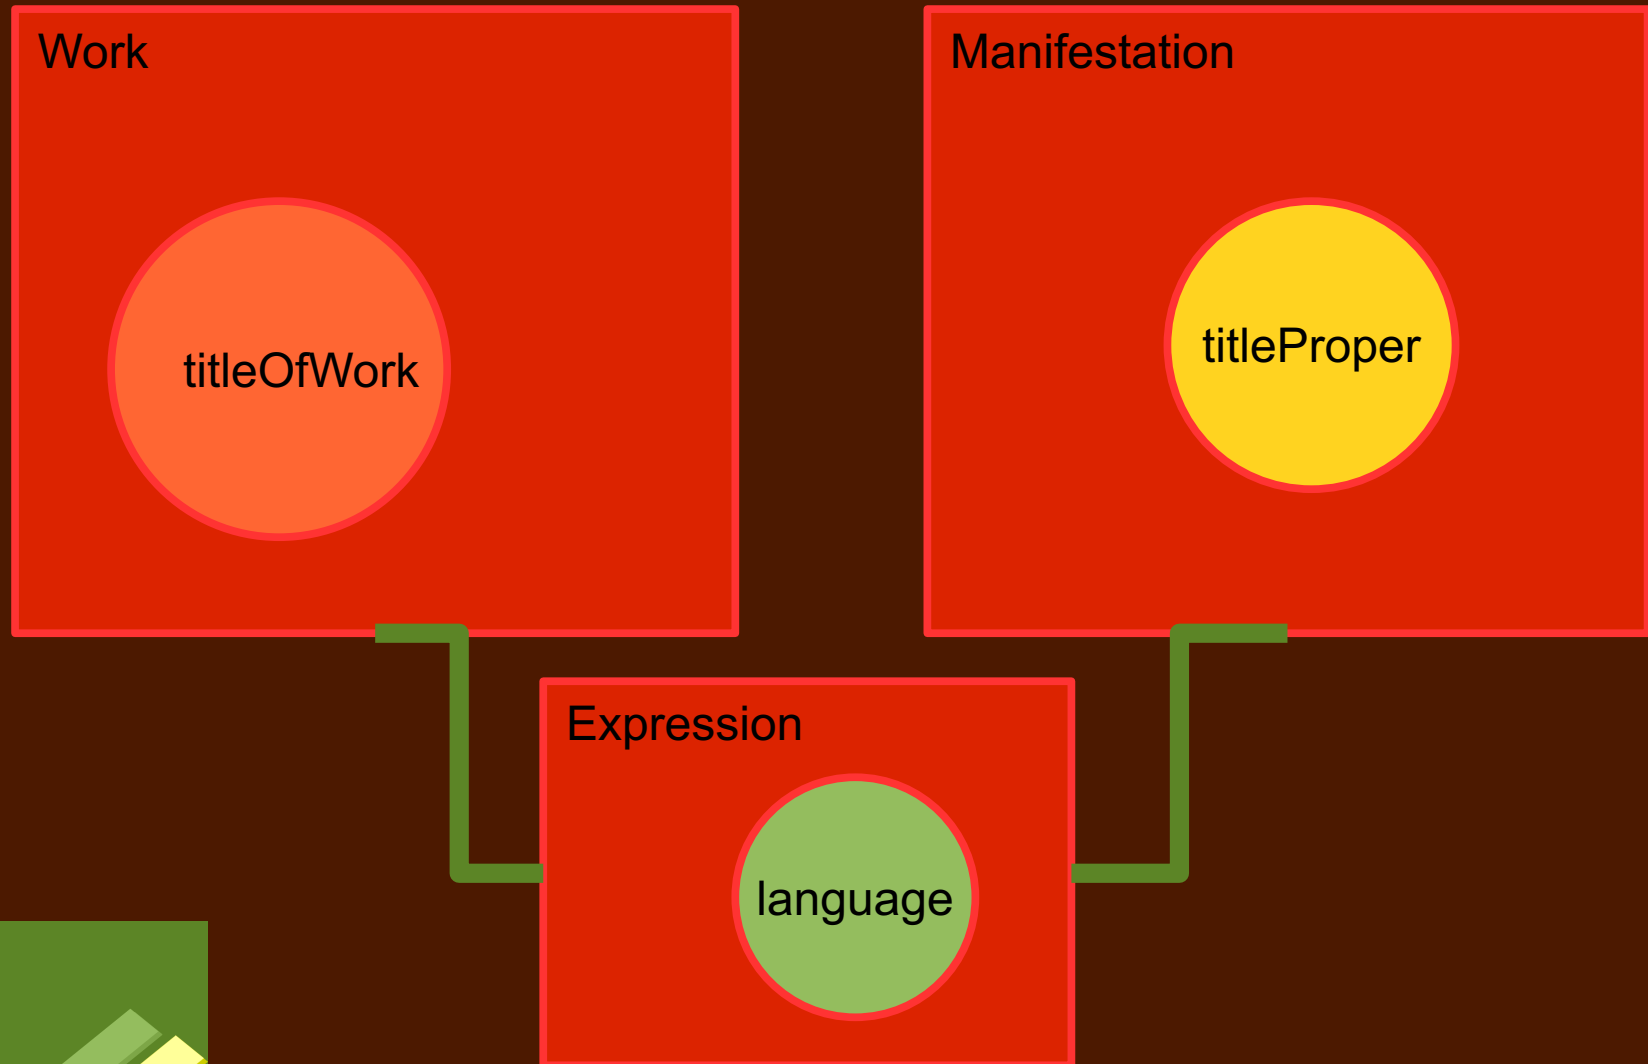 Work
titleOfWork
Manifestation
titleProper
Expression
language